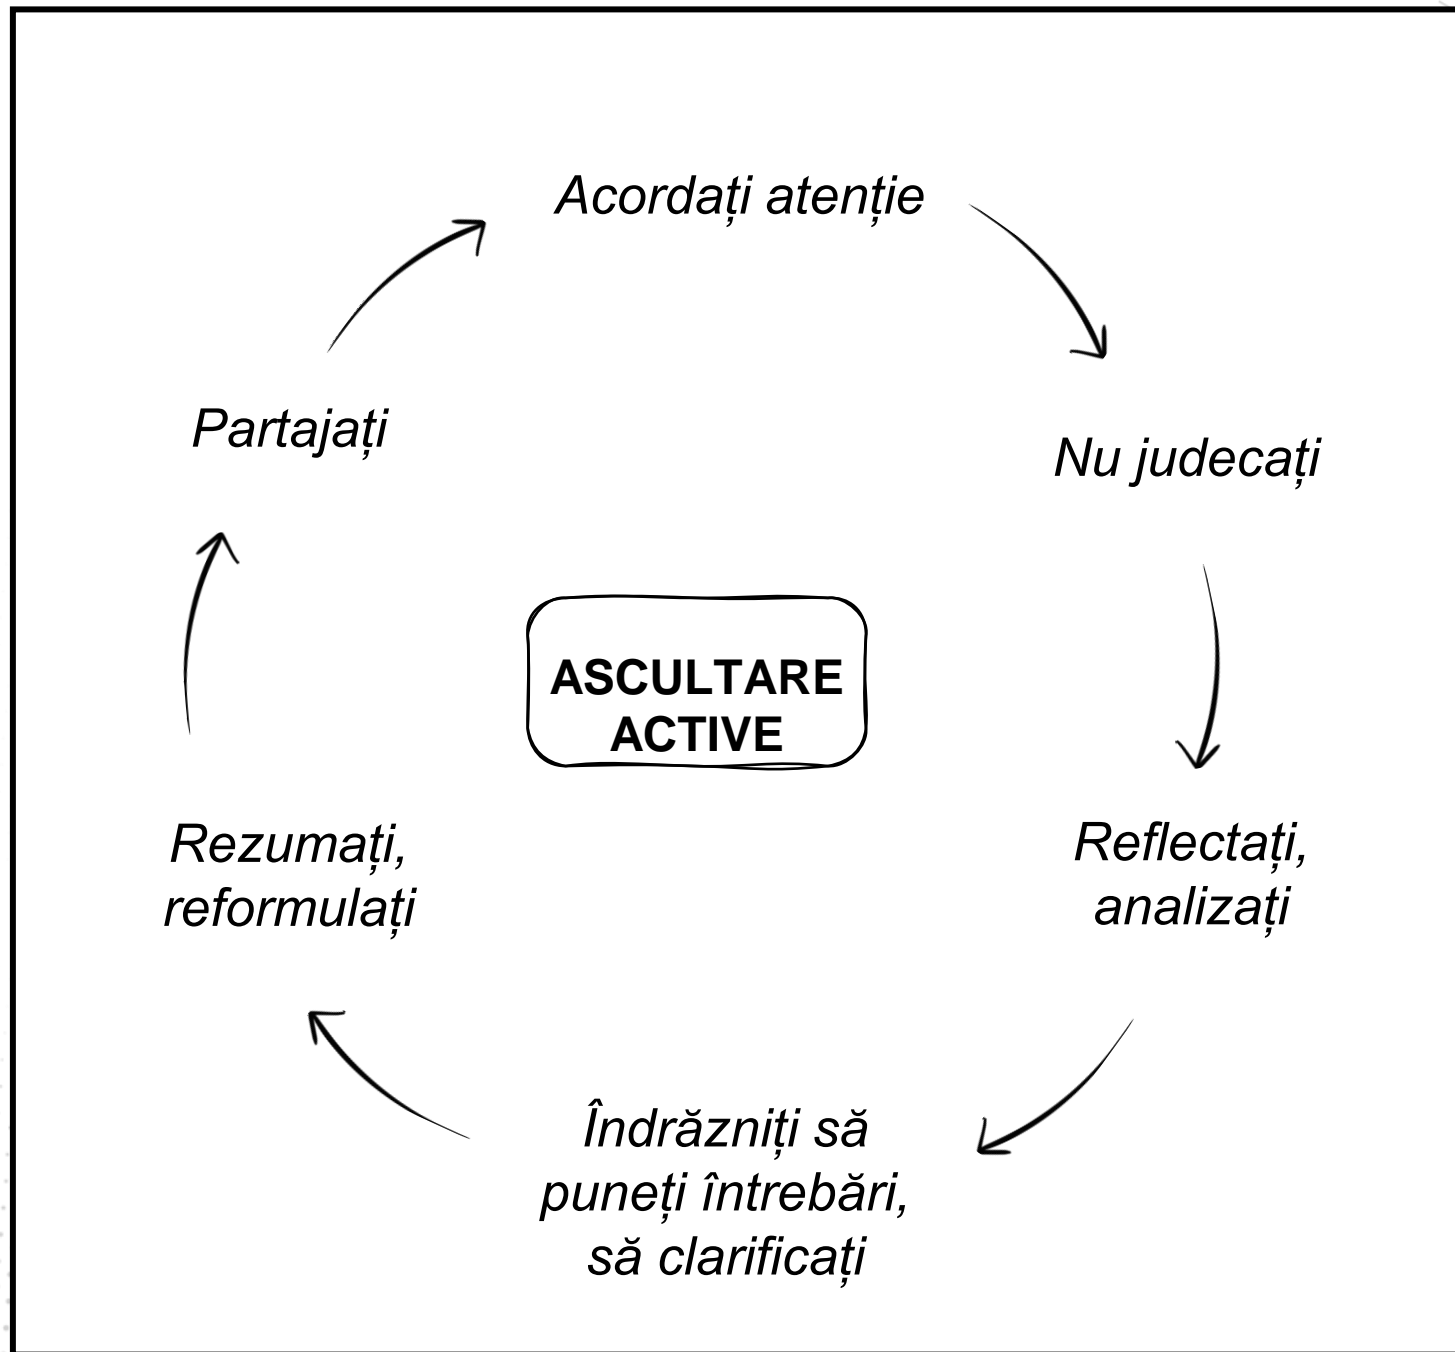 Acordați atenție
Nu judecați
Reflectați,
analizați
Îndrăzniți să
puneți întrebări,
să clarificați
Rezumați,
reformulați
Partajați
ASCULTARE
ACTIVE